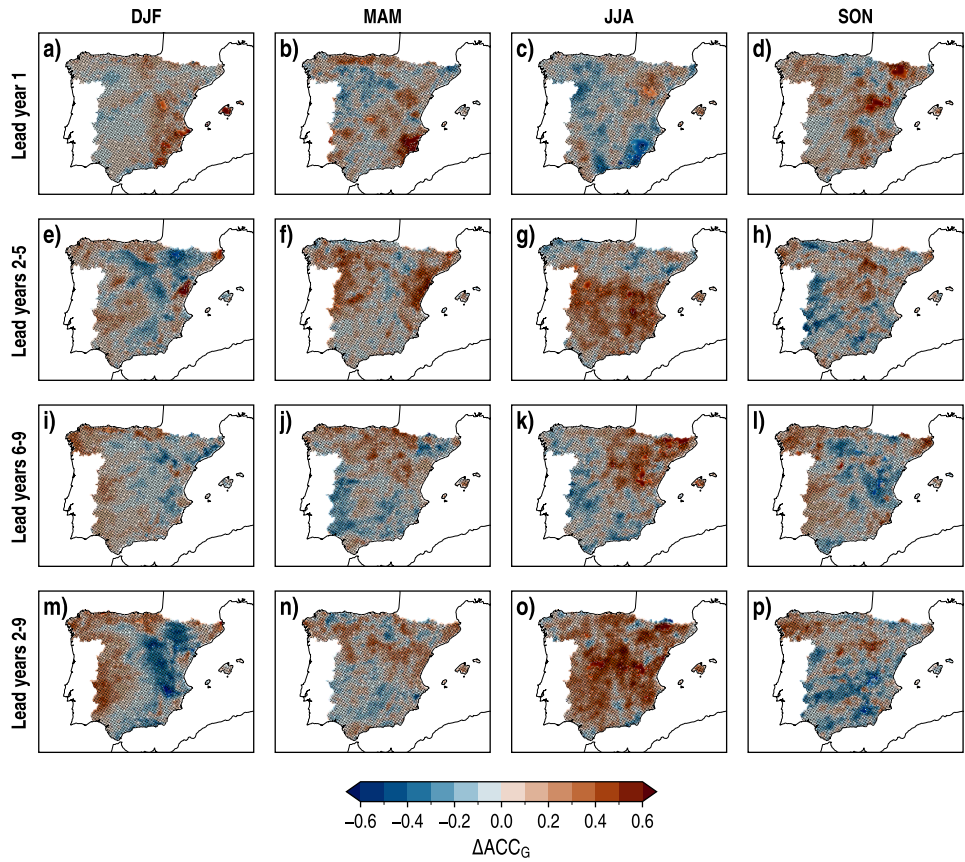 DJF MAM JJA SON
Lead year 1
a) b) c) d)
Lead years 2-5
e) f) g) h)
Lead years 6-9
i) j) k) l)
Lead years 2-9
m) n) o) p)
−0.6 −0.4 −0.2 0.0 0.2 0.4 0.6
ΔACC_G